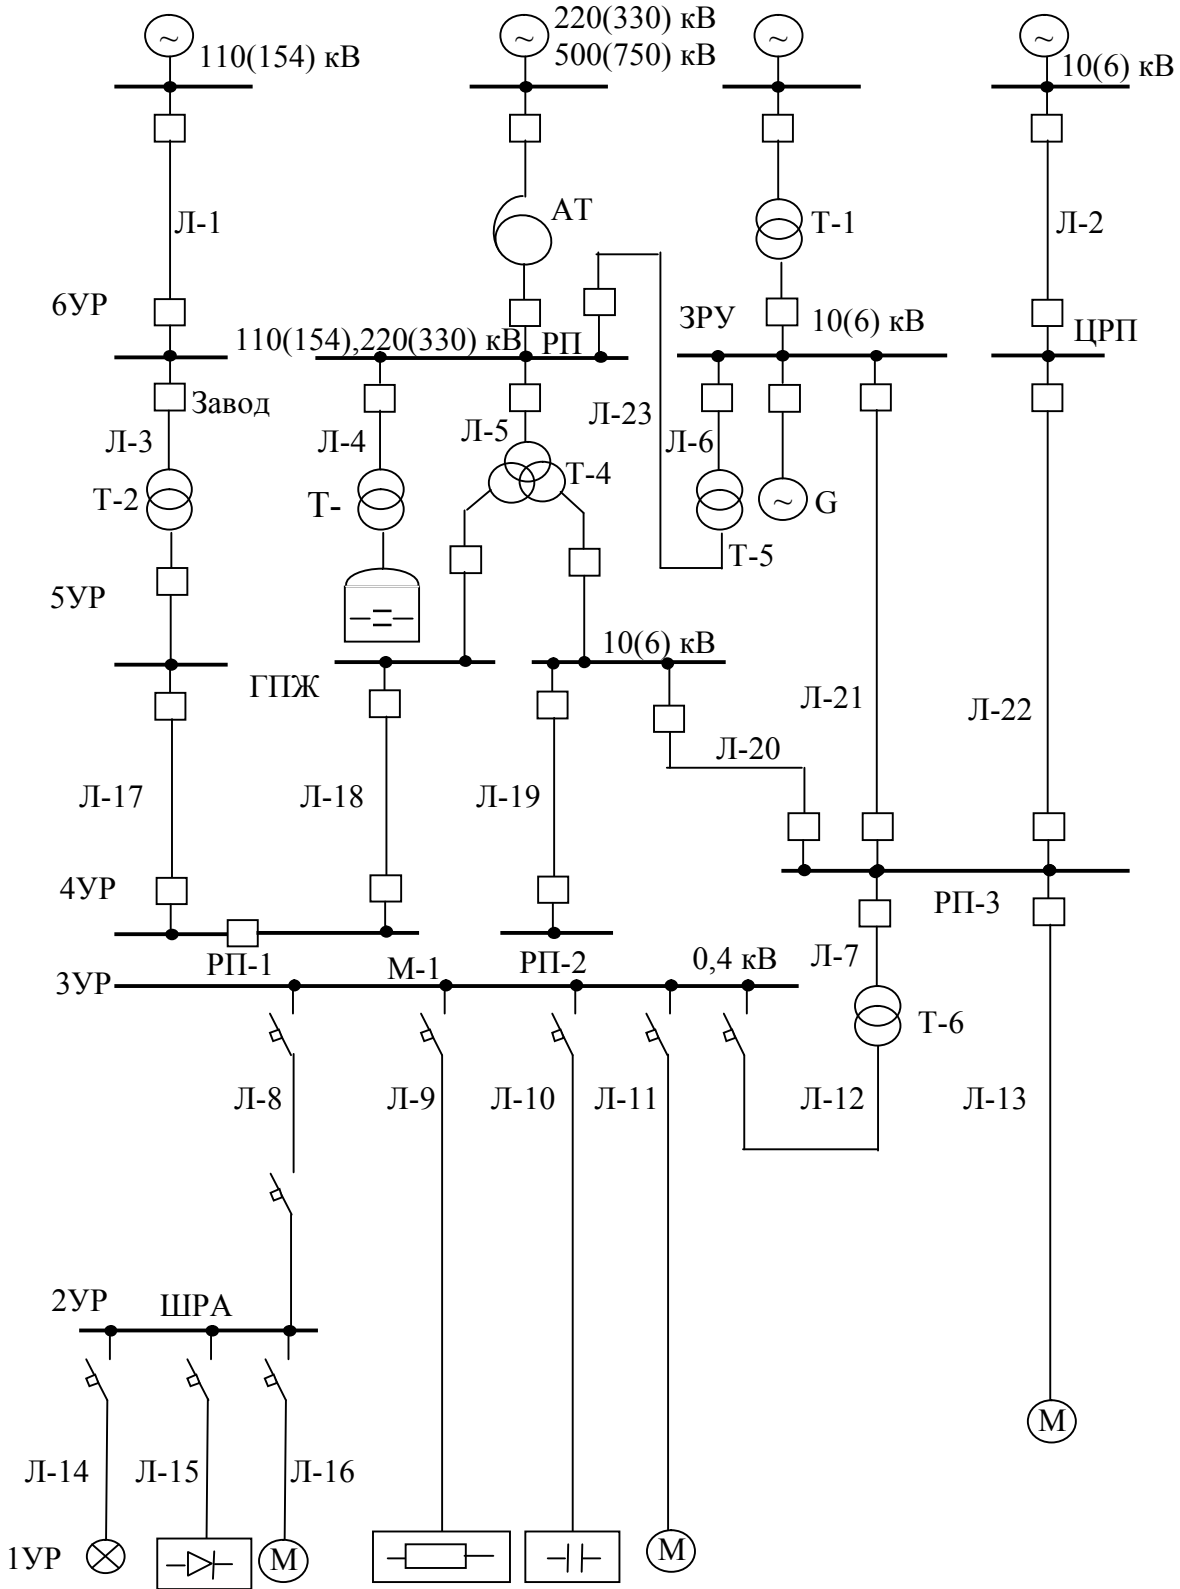 220(330) кВ
~ 110(154) кВ ~ 500(750) кВ ~ ~ 10(6) кВ
АТ
Л-1 Т-1 Л-2
6УР ЗРУ 10(6) кВ ЦРП
110(154),220(330) кВ РП
Завод
Л-3 Л-4 Л-5 Л-23 Л-6
Т-2 Т- Т-4 ~ G
Т-5
5УР
10(6) кВ
ГПЖ
Л-21 Л-22
Л-20
Л-17 Л-18 Л-19
4УР
РП-3
РП-1 М-1 РП-2 0,4 кВ Л-7
3УР
Т-6
Л-8 Л-9 Л-10 Л-11 Л-12 Л-13
2УР ШРА
М
Л-14 Л-15 Л-16
1УР М М